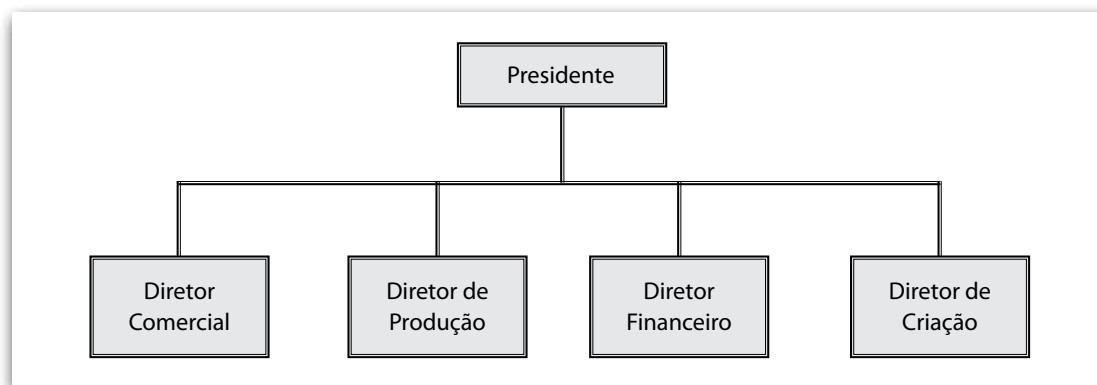 Presidente
Diretor
Comercial
Diretor de
Produção
Diretor
Financeiro
Diretor de
Criação